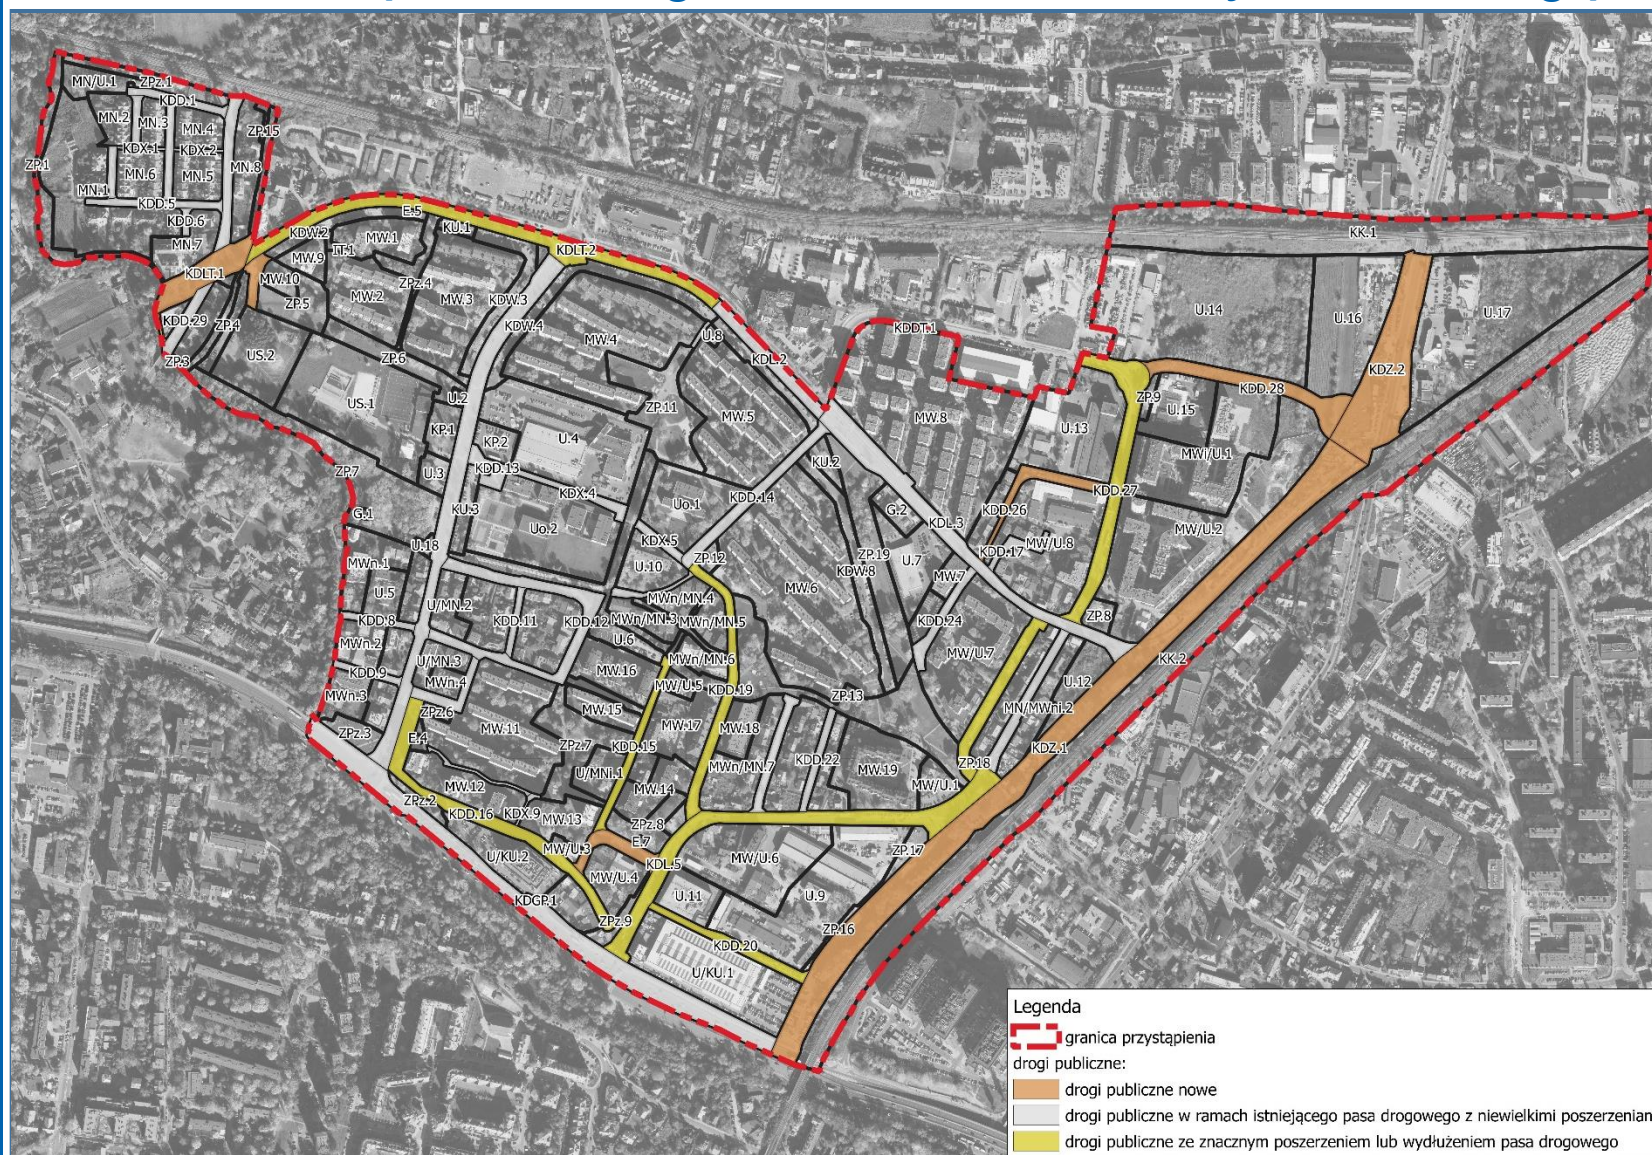 MN/U.1
ZPz.1
KDD.1
MN.2
MN.3
MN.4
ZP.15
KDX.1
KDX.2
ZP.1
MN.6
MN.5
MN.8
MN.1
KDD.5
KDD.6
MN.7
KDLT.1
KDW.2
E.5
KU.1
KDLT.2
KK.1
TT.1
MW.1
MW.9
MW.10
ZPz.4
ZP.5
MW.2
MW.3
KDW.3
KDW.4
KDD.29
ZP.4
ZP.3
US.2
ZP.6
MW.4
U.8
KDL.2
KDDT.1
U.14
U.16
U.17
KDZ.2
US.1
U.2
KP.1
KP.2
U.4
ZP.11
MW.5
MW.8
U.13
ZP.9
U.15
KDD.28
MWi/U.1
ZP.7
U.3
KDD.13
KDX.4
KU.2
KDD.14
Uo.1
KDD.27
KU.3
G.1
G.2
KDL.3
KDD.26
Uo.2
KDX.5
U.18
ZP.12
ZP.19
U.7
KDD.17
MW/U.8
MW/U.2
MWn.1
U.10
KDW.8
MW.7
MW.6
U.5
U/MN.2
MWn/MN.4
KDD.8
KDD.11
KDD.12
MWn/MN.3
MWn/MN.5
KDD.24
ZP.8
MWn.2
U.6
MW/U.7
KK.2
U/MN.3
MWn/MN.6
KDD.9
MWn.4
MW.16
MW/U.5
KDD.19
U.12
MWn.3
ZPz.6
ZP.13
MN/MWni.2
MW.15
ZPz.3
E.4
MW.11
MW.17
MW.18
KDZ.1
ZPz.7
KDD.15
KDD.22
ZP.18
U/MNi.1
MWn/MN.7
MW.19
MW/U.1
MW.12
MW.14
ZPz.2
KDD.16
KDX.9
MW.13
ZPz.8
E.7
MW/U.3
MW/U.6
ZP.17
U/KU.2
KDL.5
MW/U.4
U.11
U.9
KDGP.1
ZPz.9
ZP.16
KDD.20
U/KU.1
Legenda
granica przystąpienia
drogi publiczne:
drogi publiczne nowe
drogi publiczne w ramach istniejącego pasa drogowego z niewielkimi
drogi publiczne ze znacznym poszerzeniem lub wydłużeniem pasa drogowego